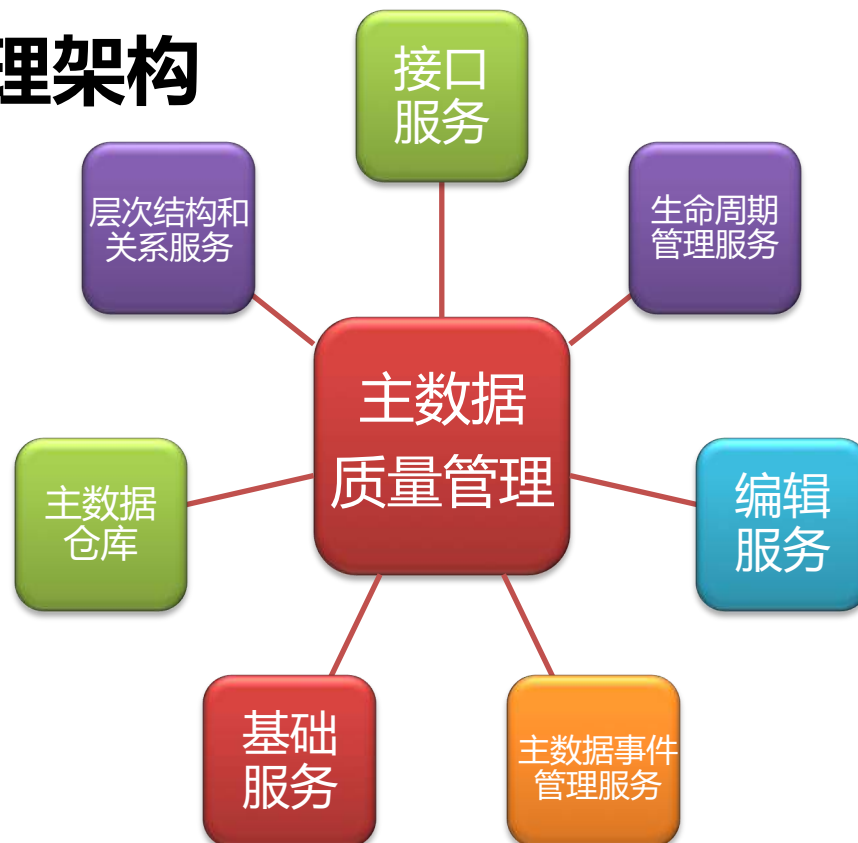 理架构
接口
服务
层次结构和
关系服务
生命周期
管理服务
主数据
质量管理
主数据
仓库
编辑
服务
基础
服务
主数据事件
管理服务